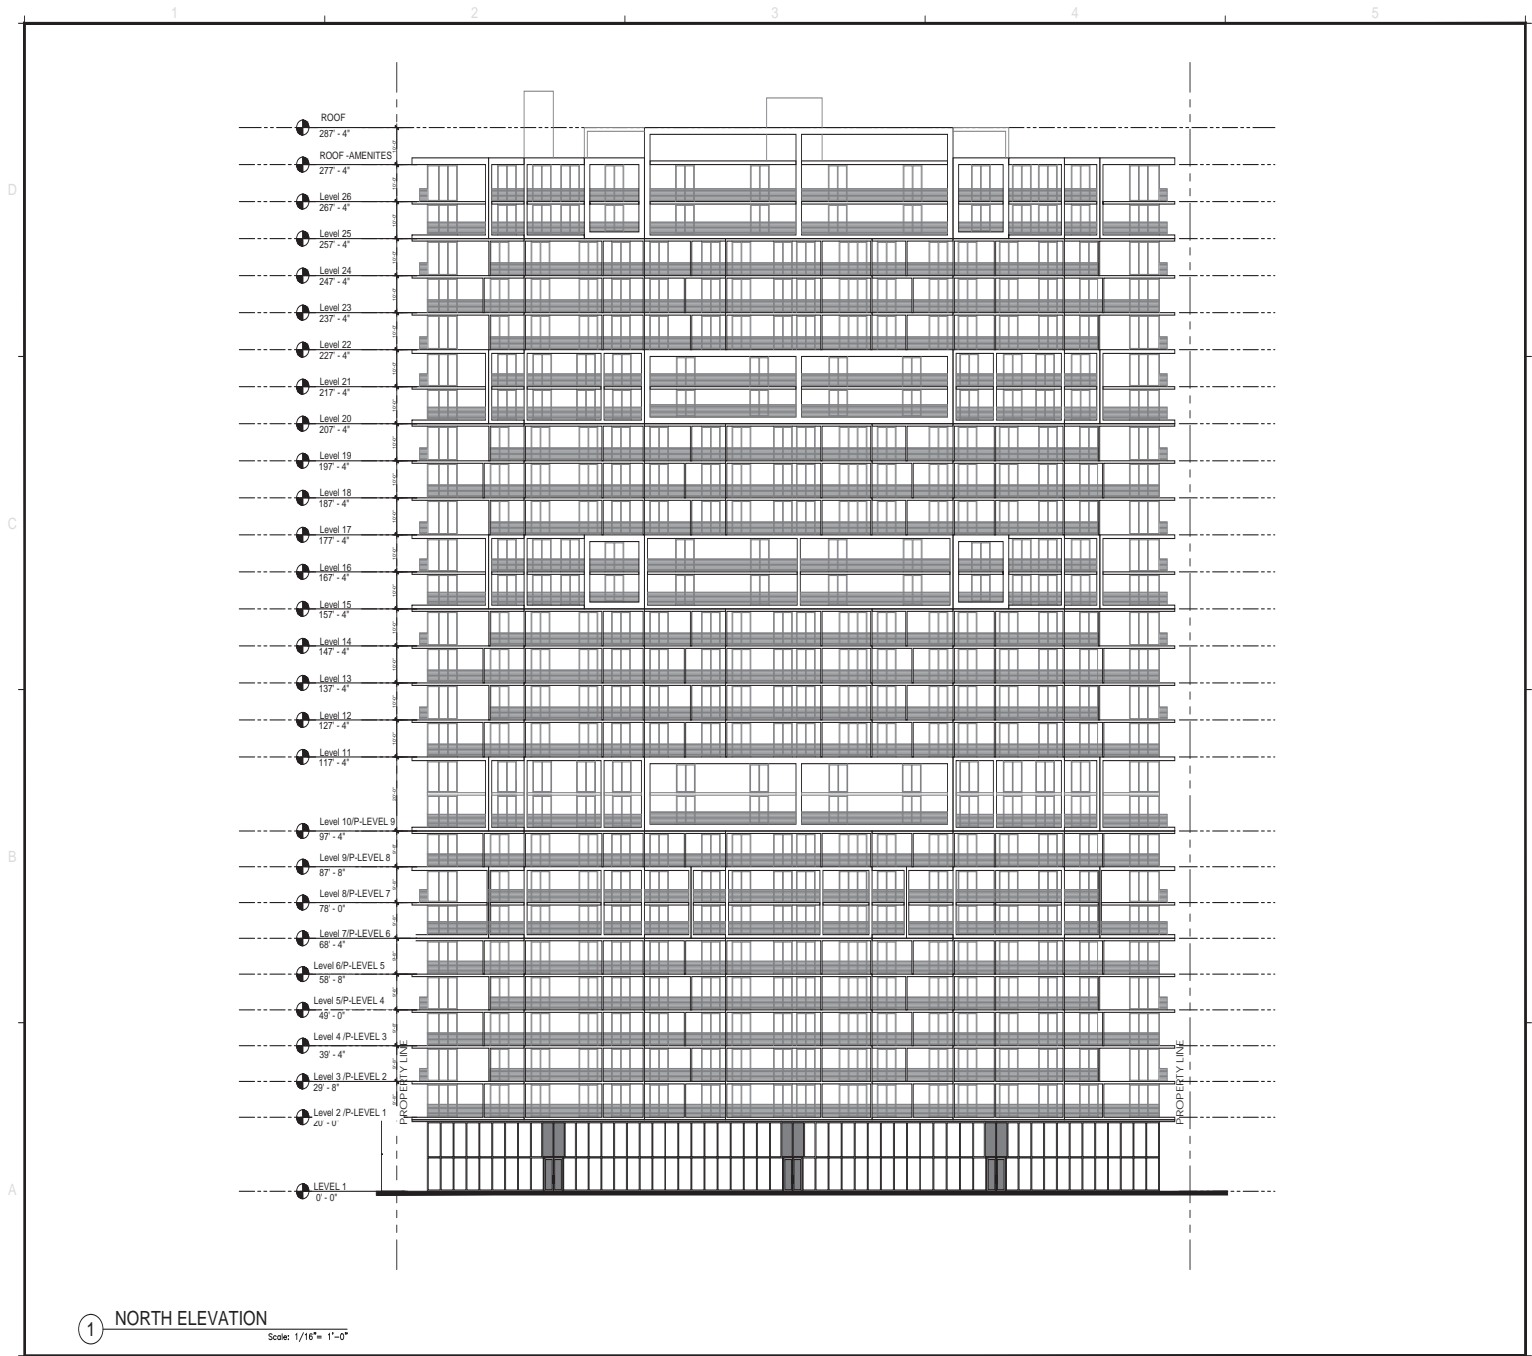 1 2 3 4 5
D
C
B
A
ROOF
287' - 4"
ROOF -AMENITES
277' - 4"
Level 26
267' - 4"
Level 25
257' - 4"
Level 24
247' - 4"
Level 23
237' - 4"
Level 22
227' - 4"
Level 21
217' - 4"
Level 20
207' - 4"
Level 19
197' - 4"
Level 18
187' - 4"
Level 17
177' - 4"
Level 16
167' - 4"
Level 15
157' - 4"
Level 14
147' - 4"
Level 13
137' - 4"
Level 12
127' - 4"
Level 11
117' - 4"
Level 10/P-LEVEL 9
97' - 4"
Level 9/P-LEVEL 8
87' - 8"
Level 8/P-LEVEL 7
78' - 0"
Level 7/P-LEVEL 6
68' - 4"
Level 6/P-LEVEL 5
58' - 8"
Level 5/P-LEVEL 4
49' - 0"
Level 4 /P-LEVEL 3
39' - 4"
Level 3 /P-LEVEL 2
29' - 8"
Level 2 /P-LEVEL 1
20' - 0"
LEVEL 1
0' - 0"
PROPERTY LINE
PROPERTY LINE
1 NORTH ELEVATION
Scale: 1/16"= 1'-0"